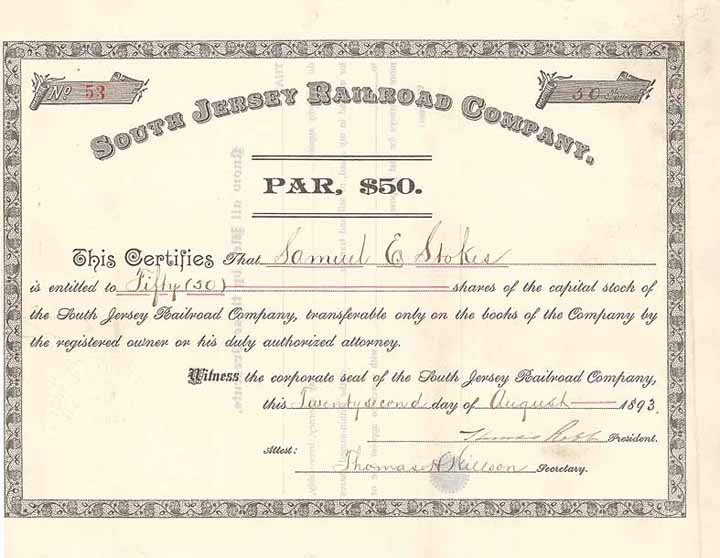 No. 53
50
SOUTH JERSEY RAILROAD COMPANY.
PAR, $50.
This Certifies That Samuel E Stokes
is entitled to Fifty (50) shares of the capital stock of
the South Jersey Railroad Company, transferable only on the books of the Company by
the registered owner or his duly authorized attorney.
Witness the corporate seal of the South Jersey Railroad Company,
this Twenty second day of August 1893.
Thomas Robb President.
Attest:
Thomas H Willson Secretary.